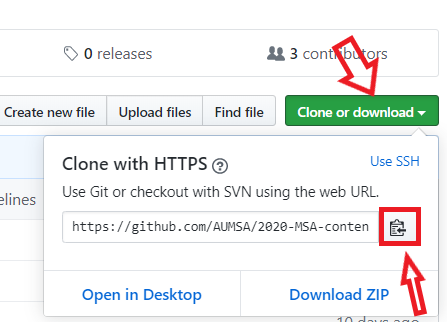 0 releases
3 contributors
Create new file
Upload files
Find file
Clone or download
Clone with HTTPS
Use SSH
Use Git or checkout with SVN using the web URL.
elines
https://github.com/AUMSA/2020-MSA-conten
Open in Desktop
Download ZIP
10 days ago